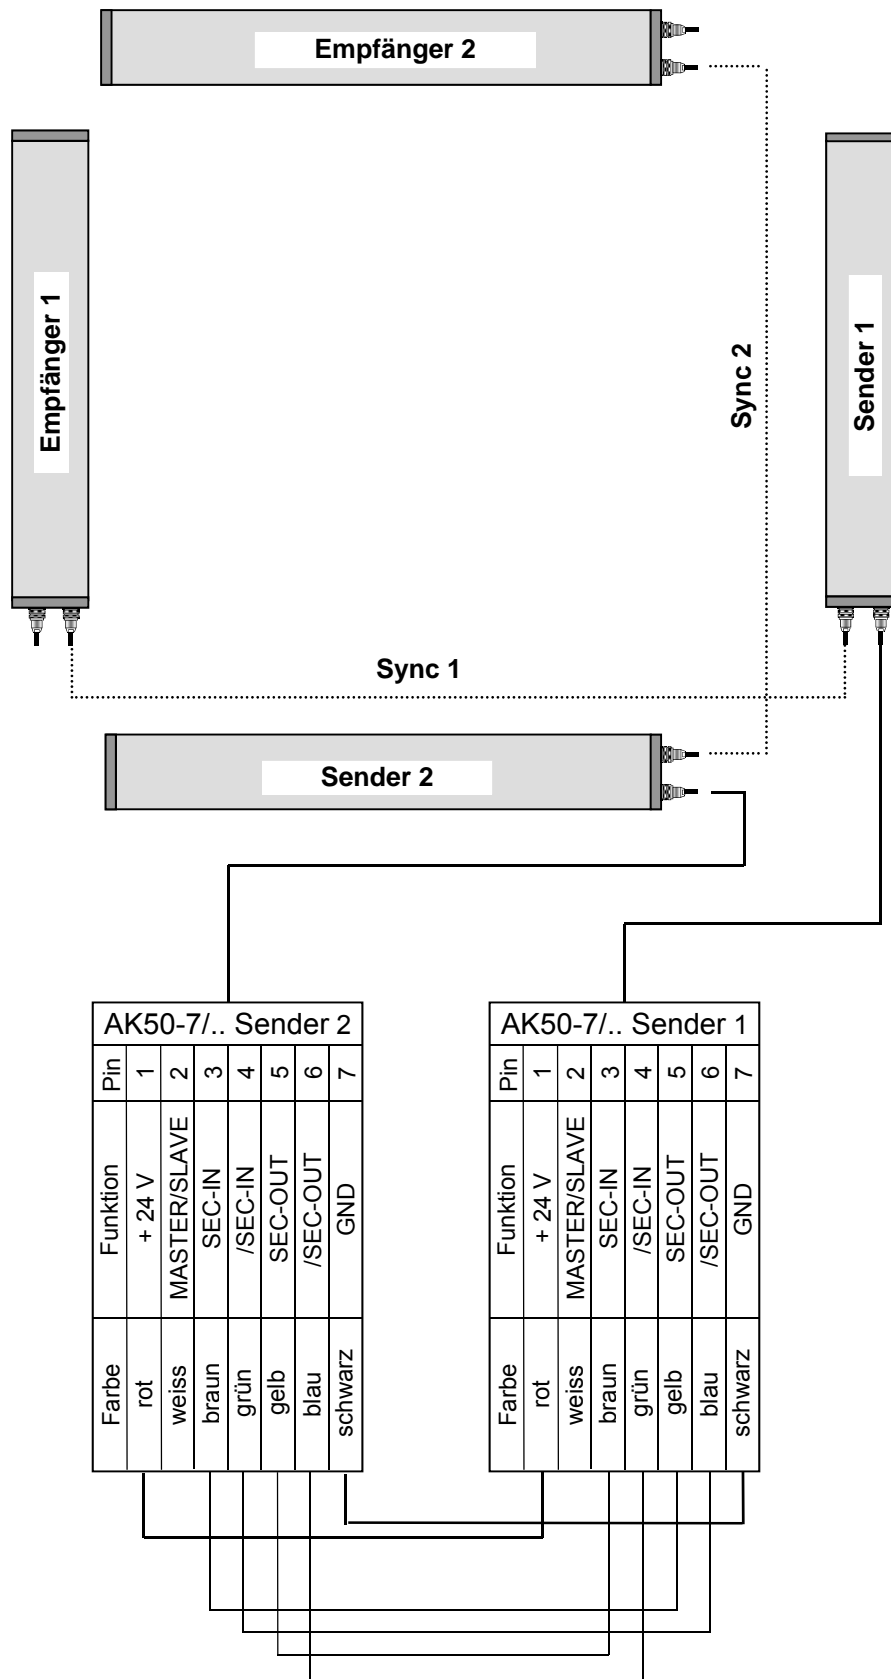 Empfänger 2
Empfänger 1
Sender 1
Sync 2
Sync 1
Sender 2
AK50-7/.. Sender 2
Pin 1 2 3 4 5 6 7
Funktion + 24 V MASTER/SLAVE SEC-IN /SEC-IN SEC-OUT /SEC-OUT GND
Farbe rot weiss braun grün gelb blau schwarz
AK50-7/.. Sender 1
Pin 1 2 3 4 5 6 7
Funktion + 24 V MASTER/SLAVE SEC-IN /SEC-IN SEC-OUT /SEC-OUT GND
Farbe rot weiss braun grün gelb blau schwarz